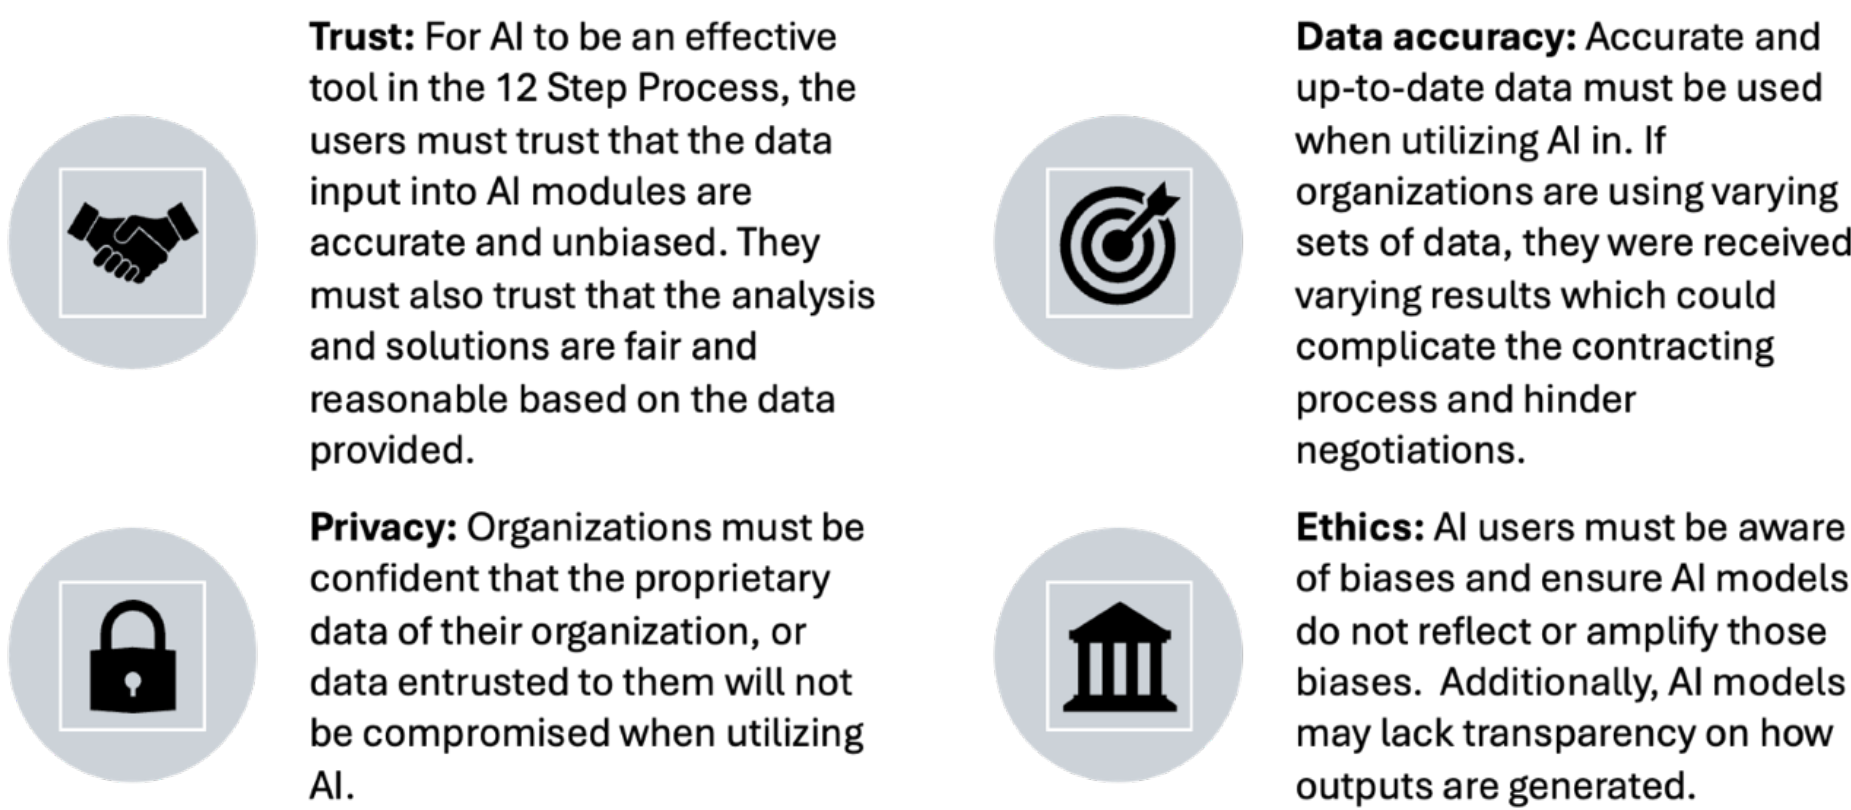 Trust: For AI to be an effective
tool in the 12 Step Process, the
users must trust that the data
input into AI modules are
accurate and unbiased. They
must also trust that the analysis
and solutions are fair and
reasonable based on the data
provided.
Data accuracy: Accurate and
up-to-date data must be used
when utilizing AI in. If
organizations are using varying
sets of data, they were received
varying results which could
complicate the contracting
process and hinder
negotiations.
Privacy: Organizations must be
confident that the proprietary
data of their organization, or
data entrusted to them will not
be compromised when utilizing
AI.
Ethics: AI users must be aware
of biases and ensure AI models
do not reflect or amplify those
biases.  Additionally, AI models
may lack transparency on how
outputs are generated.